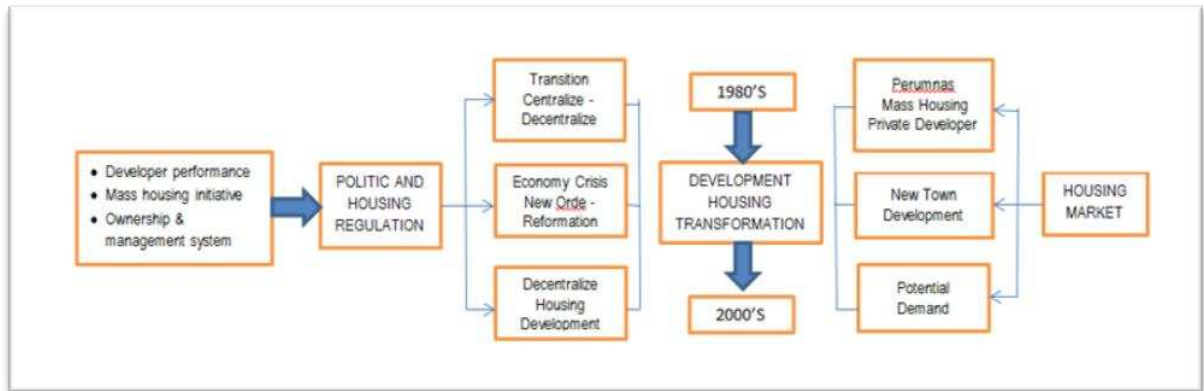 • Developer performance
• Mass housing initiative
• Ownership &
management system
POLITIC AND
HOUSING
REGULATION
Transition
Centralize -
Decentralize
Economy Crisis
New Orde -
Reformation
Decentralize
Housing
Development
1980'S
DEVELOPMENT
HOUSING
TRANSFORMATION
2000'S
Perumnas
Mass Housing
Private Developer
New Town
Development
Potential
Demand
HOUSING
MARKET